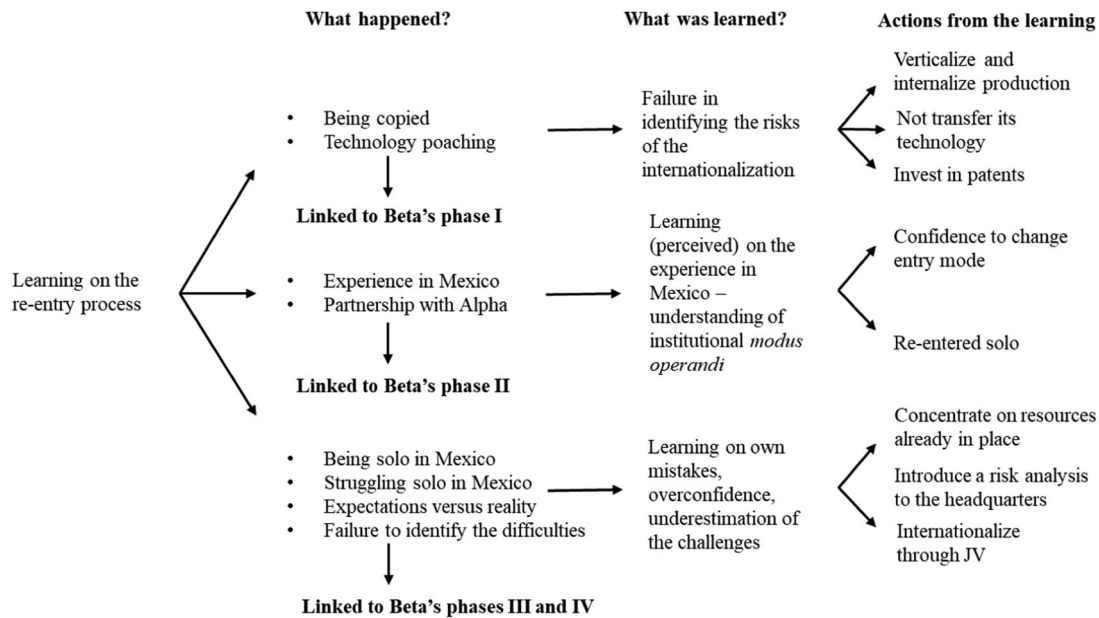 What happened?
What was learned?
Actions from the learning
Learning on the
re-entry process
• Being copied
• Technology poaching
Linked to Beta's phase I
Failure in
identifying the risks
of the
internationalization
Verticalize and
internalize production
Not transfer its
technology
Invest in patents
• Experience in Mexico
• Partnership with Alpha
Linked to Beta's phase II
Learning
(perceived) on the
experience in
Mexico –
understanding of
institutional modus
operandi
Confidence to change
entry mode
Re-entered solo
• Being solo in Mexico
• Struggling solo in Mexico
• Expectations versus reality
• Failure to identify the difficulties
Linked to Beta's phases III and IV
Learning on own
mistakes,
overconfidence,
underestimation of
the challenges
Concentrate on resources
already in place
Introduce a risk analysis
to the headquarters
Internationalize
through JV